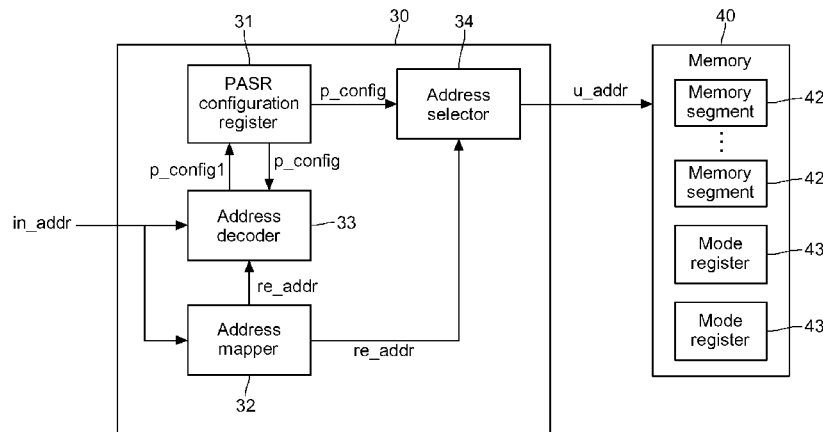 31
30
34
40
PASR
configuration
register
p_config
Address
selector
u_addr
Memory
Memory
segment
42
Memory
segment
42
p_config1
p_config
in_addr
Address
decoder
33
Mode
register
43
re_addr
Address
mapper
re_addr
Mode
register
43
32